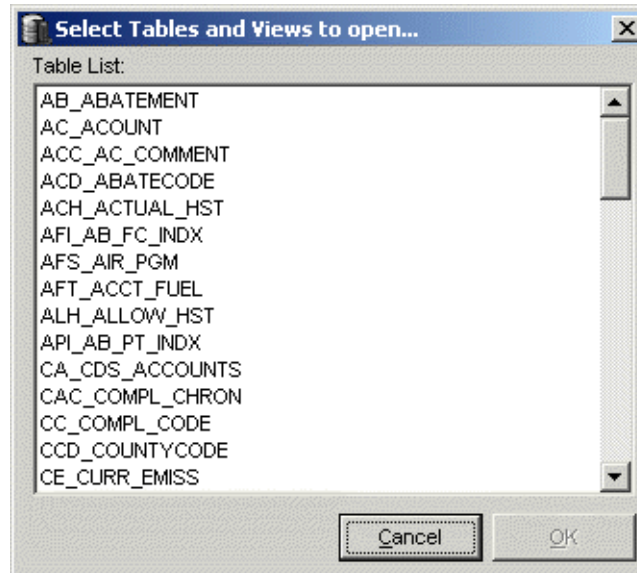 Select Tables and Views to open...
Table List:
AB_ABATEMENT
AC_ACOUNT
ACC_AC_COMMENT
ACD_ABATECODE
ACH_ACTUAL_HST
AFI_AB_FC_INDX
AFS_AIR_PGM
AFT_ACCT_FUEL
ALH_ALLOW_HST
API_AB_PT_INDX
CA_CDS_ACCOUNTS
CAC_COMPL_CHRON
CC_COMPL_CODE
CCD_COUNTYCODE
CE_CURR_EMISS
Cancel OK